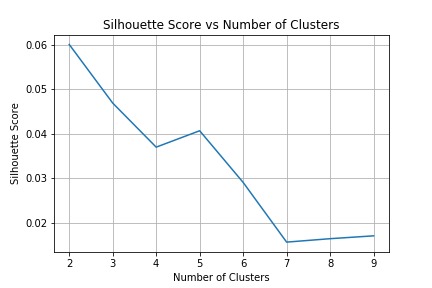 Silhouette Score vs Number of Clusters
Silhouette Score
0.06
0.05
0.04
0.03
0.02
2 3 4 5 6 7 8 9
Number of Clusters